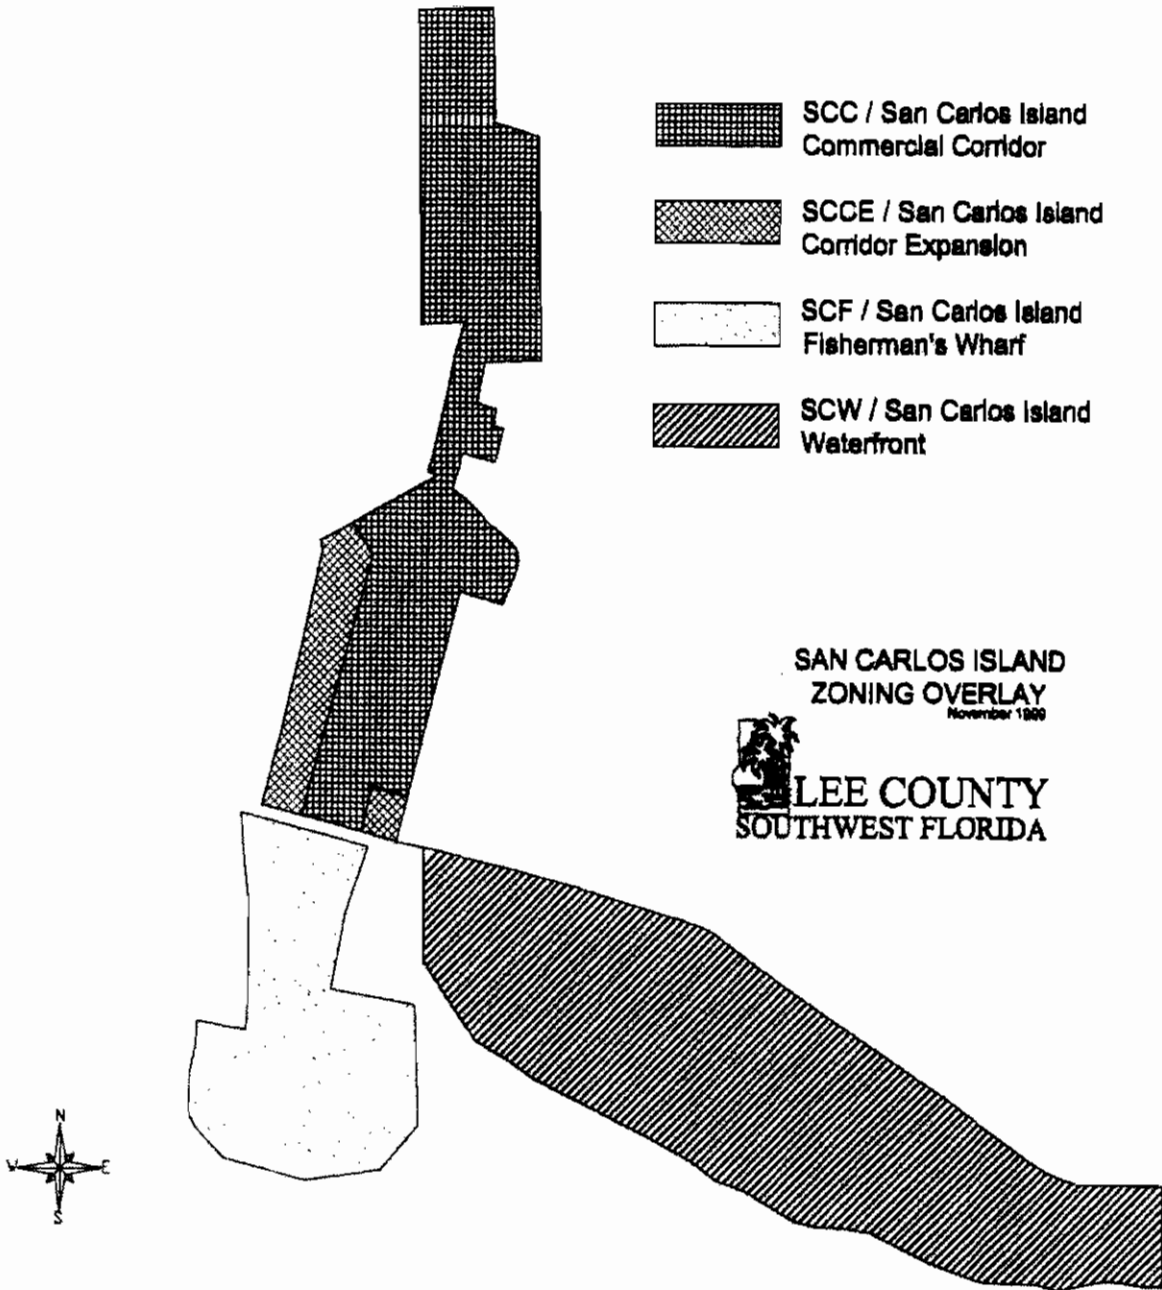 SCC / San Carlos Island
Commercial Corridor
SCCE / San Carlos Island
Corridor Expansion
SCF / San Carlos Island
Fisherman's Wharf
SCW / San Carlos Island
Waterfront
SAN CARLOS ISLAND
ZONING OVERLAY
November
LEE COUNTY
SOUTHWEST FLORIDA
N
W E
S